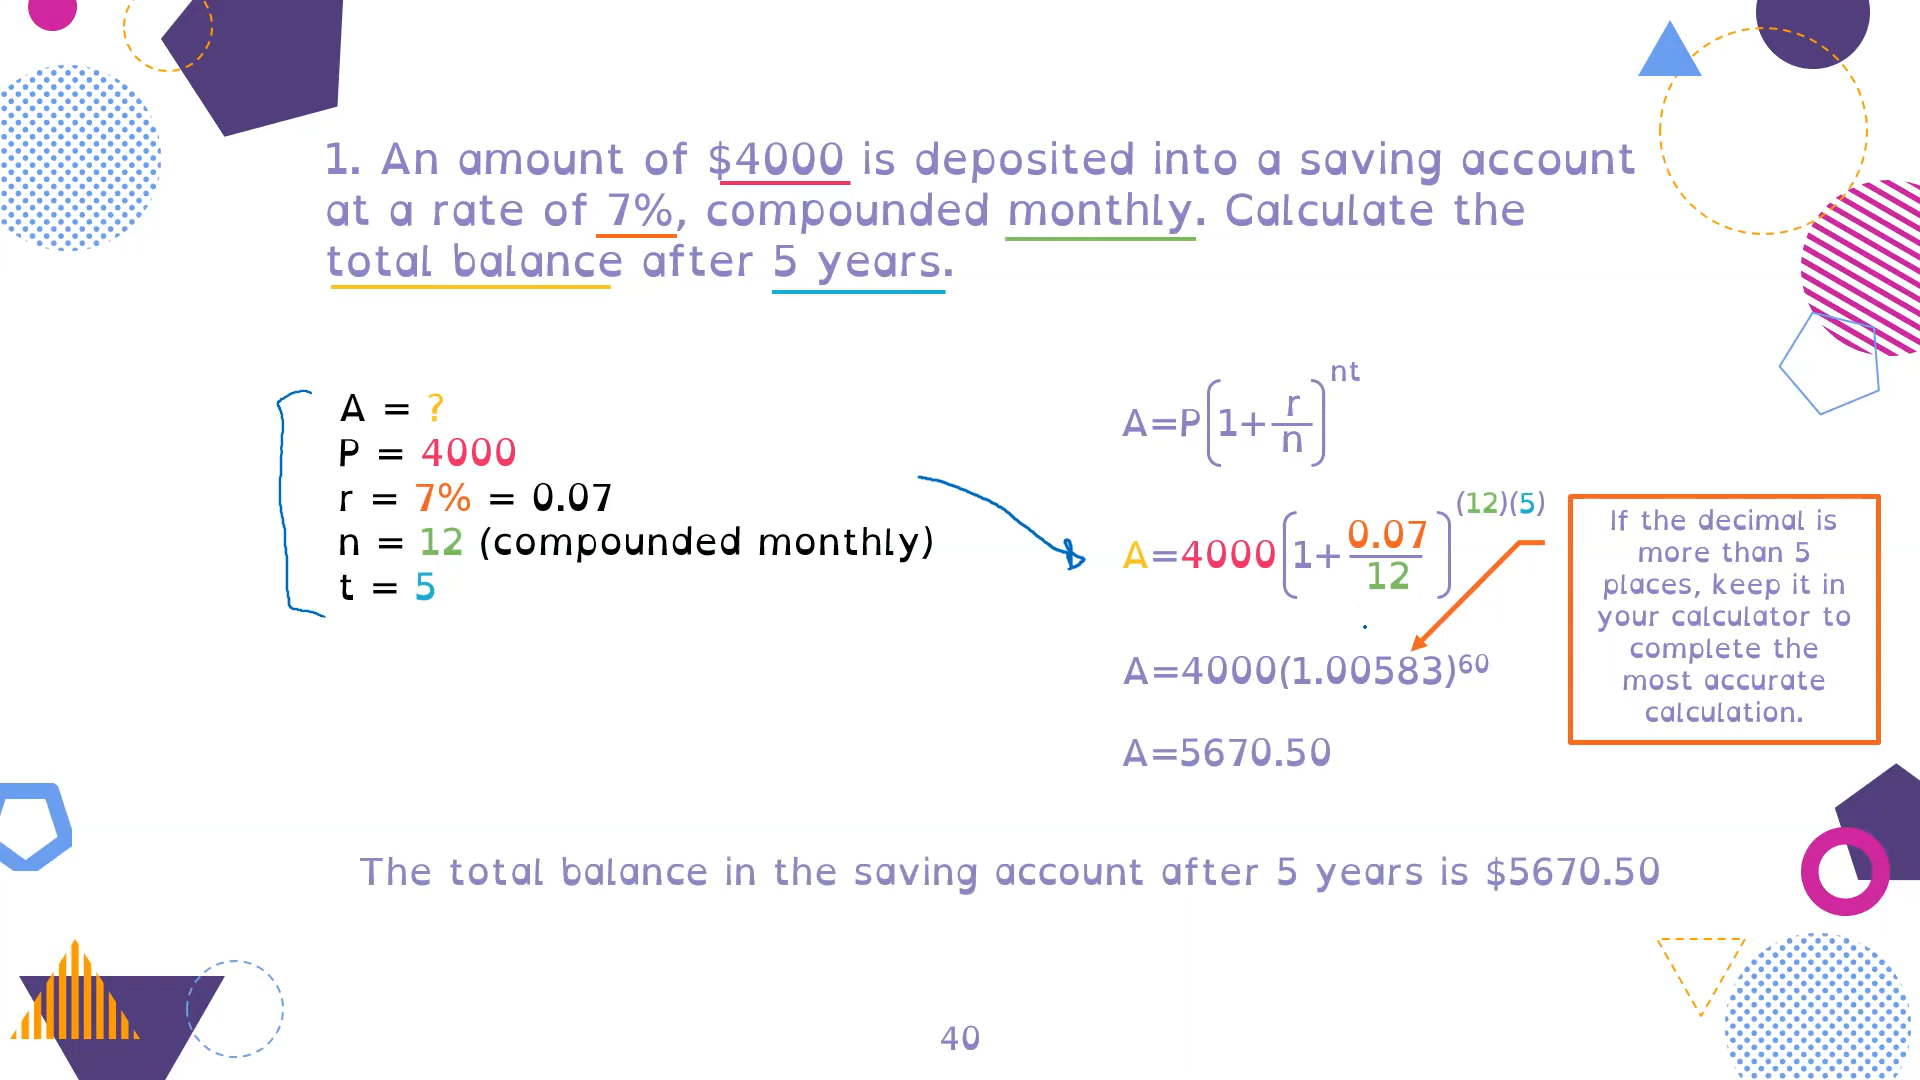 1. An amount of $4000 is deposited into a saving account
at a rate of 7%, compounded monthly. Calculate the
total balance after 5 years.
A = ?
P = 4000
r = 7% = 0.07
n = 12 (compounded monthly)
t = 5
A=P(1+r/n)^nt
A=4000(1+0.07/12)^(12)(5)
A=4000(1.00583)^60
A=5670.50
If the decimal is
more than 5
places, keep it in
your calculator to
complete the
most accurate
calculation.
The total balance in the saving account after 5 years is $5670.50
40